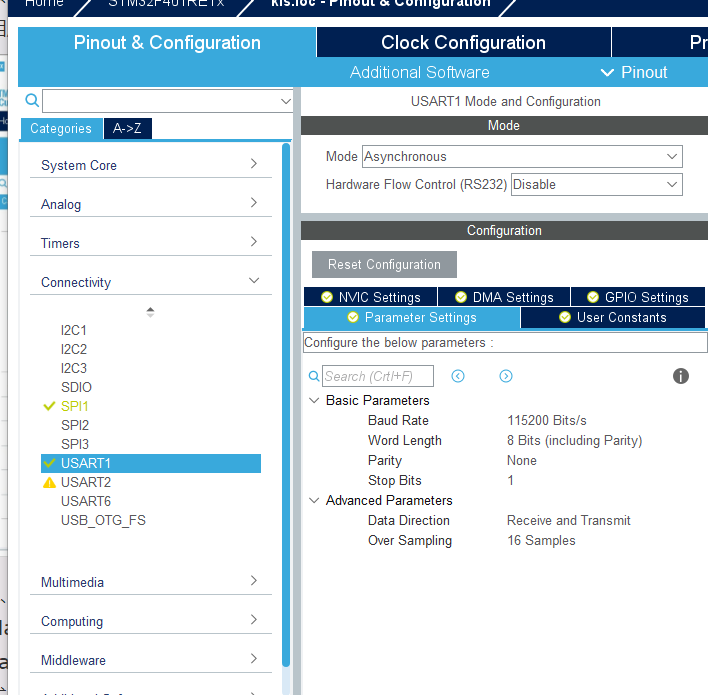 Home STM32F401RETx kls.ioc - Pinout & Configuration
Pinout & Configuration
Clock Configuration
Pr
Additional Software
Pinout
USART1 Mode and Configuration
Categories
A->Z
System Core
Analog
Timers
Connectivity
I2C1
I2C2
I2C3
SDIO
SPI1
SPI2
SPI3
USART1
USART2
USART6
USB_OTG_FS
Multimedia
Computing
Middleware
Mode
Mode Asynchronous
Hardware Flow Control (RS232) Disable
Configuration
Reset Configuration
NVIC Settings
DMA Settings
GPIO Settings
Parameter Settings
User Constants
Configure the below parameters :
Search (Crtl+F)
Basic Parameters
Baud Rate 115200 Bits/s
Word Length 8 Bits (including Parity)
Parity None
Stop Bits 1
Advanced Parameters
Data Direction Receive and Transmit
Over Sampling 16 Samples